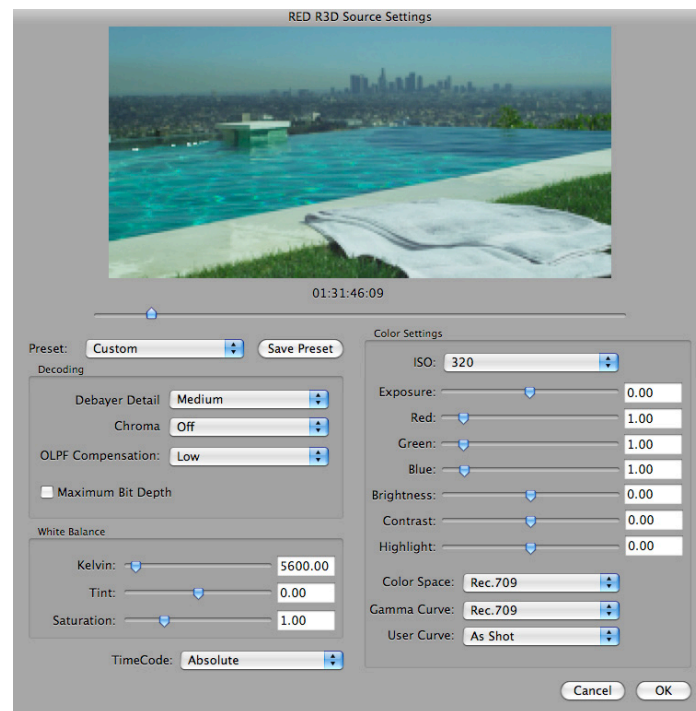 RED R3D Source Settings
01:31:46:09
Preset: Custom Save Preset
Decoding
Debayer Detail Medium
Chroma Off
OLPF Compensation: Low
Maximum Bit Depth
White Balance
Kelvin: 5600.00
Tint: 0.00
Saturation: 1.00
TimeCode: Absolute
Color Settings
ISO: 320
Exposure: 0.00
Red: 1.00
Green: 1.00
Blue: 1.00
Brightness: 0.00
Contrast: 0.00
Highlight: 0.00
Color Space: Rec.709
Gamma Curve: Rec.709
User Curve: As Shot
Cancel OK